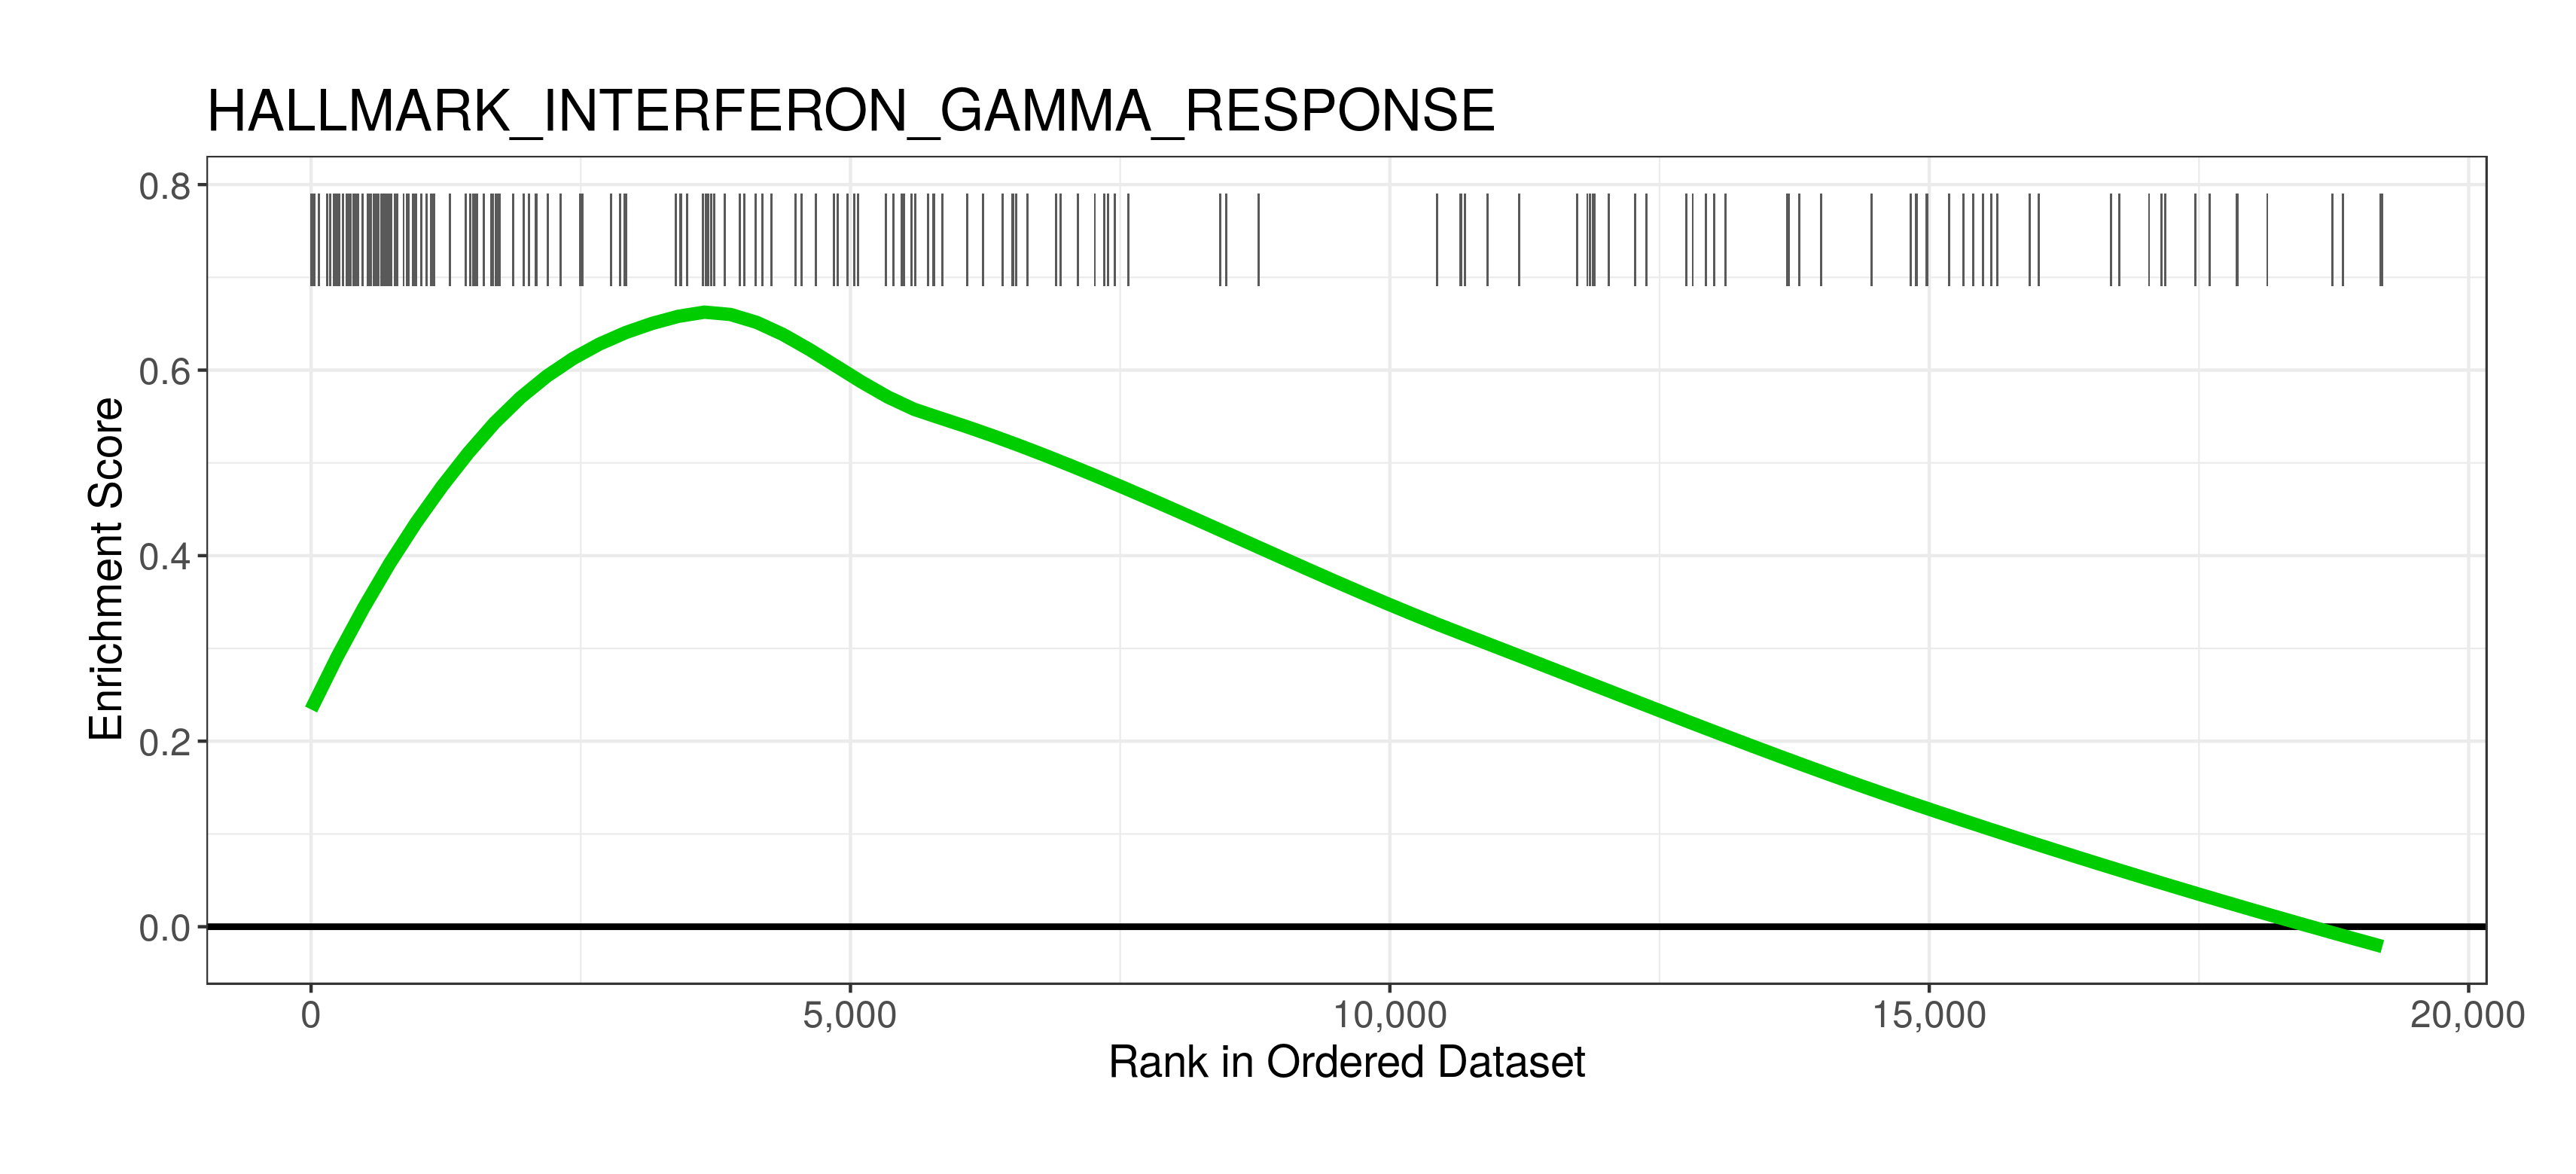 HALLMARK_INTERFERON_GAMMA_RESPONSE
0.8
0.6
0.4
0.2
0.0
Enrichment Score
0 5,000 10,000 15,000 20,000
Rank in Ordered Dataset